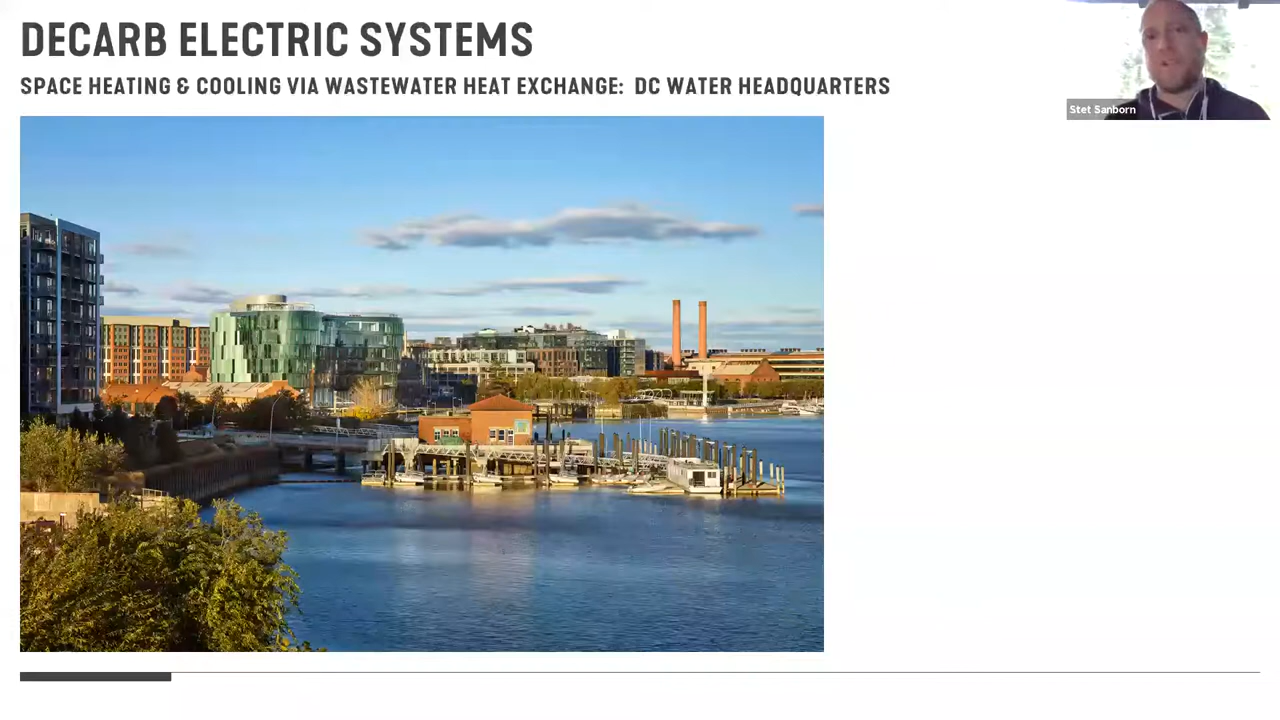 DECARB ELECTRIC SYSTEMS
SPACE HEATING & COOLING VIA WASTEWATER HEAT EXCHANGE: DC WATER HEADQUARTERS
Stet Sanborn